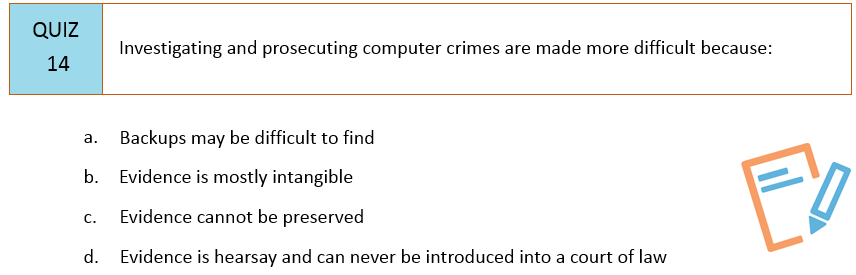 QUIZ
14
Investigating and prosecuting computer crimes are made more difficult because:
a. Backups may be difficult to find
b. Evidence is mostly intangible
c. Evidence cannot be preserved
d. Evidence is hearsay and can never be introduced into a court of law